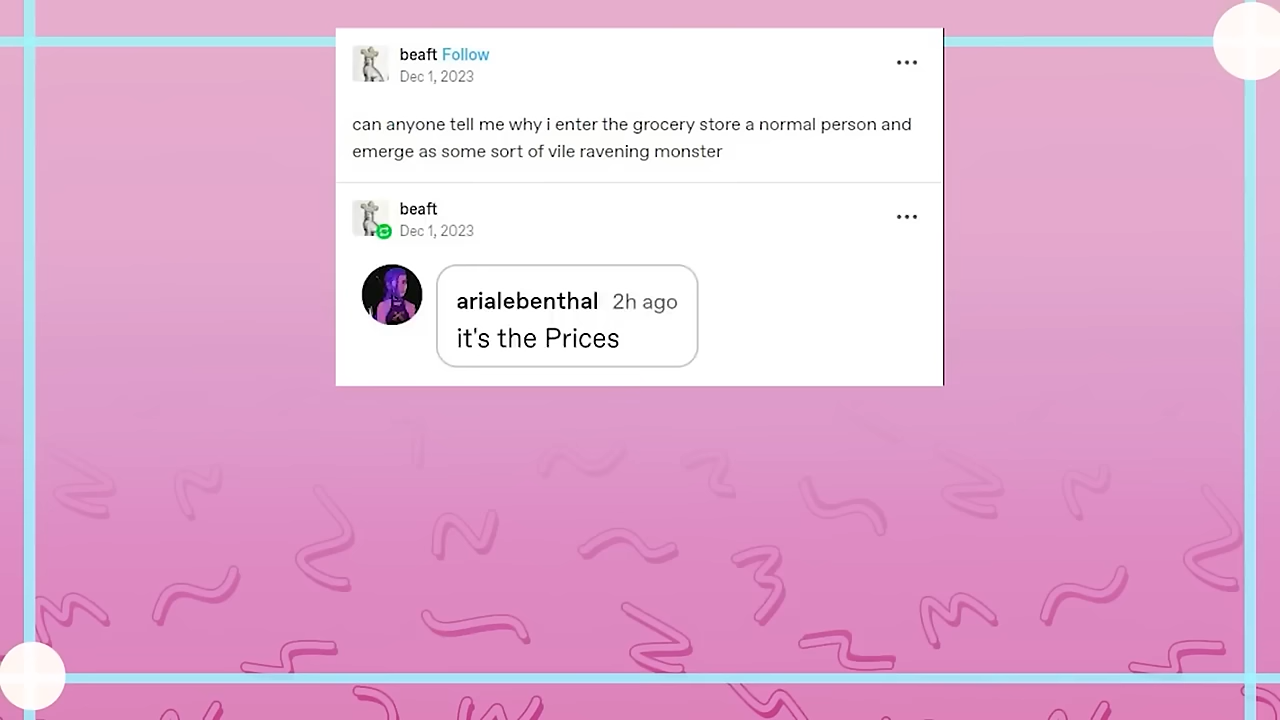 beaft Follow
Dec 1, 2023
can anyone tell me why i enter the grocery store a normal person and
emerge as some sort of vile ravening monster
beaft
Dec 1, 2023
arialebenthal 2h ago
it's the Prices